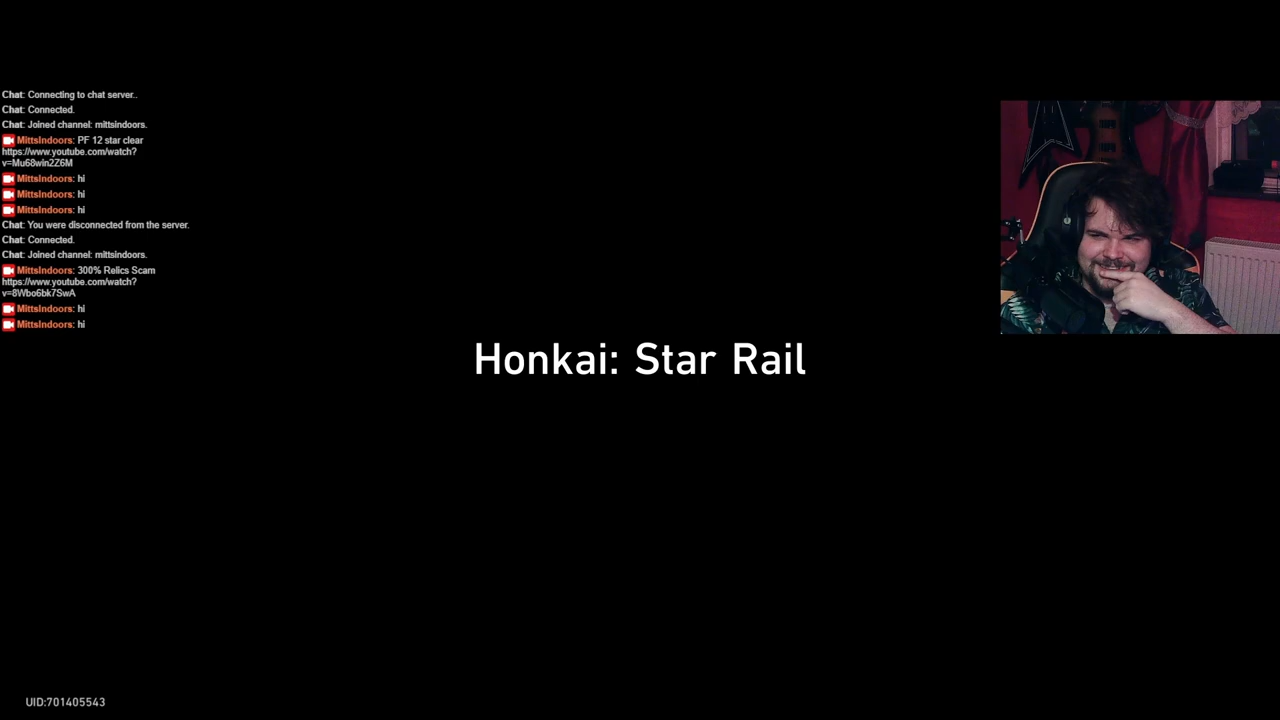 Chat: Connecting to chat server..
Chat: Connected.
Chat: Joined channel: mittsindoors.
MittsIndoors: PF 12 star clear
https://www.youtube.com/watch?
v=Mu68win2Z6M
MittsIndoors: hi
MittsIndoors: hi
MittsIndoors: hi
Chat: You were disconnected from the server.
Chat: Connected.
Chat: Joined channel: mittsindoors.
MittsIndoors: 300% Relics Scam
https://www.youtube.com/watch?
v=8Wbo6bk7SwA
MittsIndoors: hi
MittsIndoors: hi
Honkai: Star Rail
UID:701405543